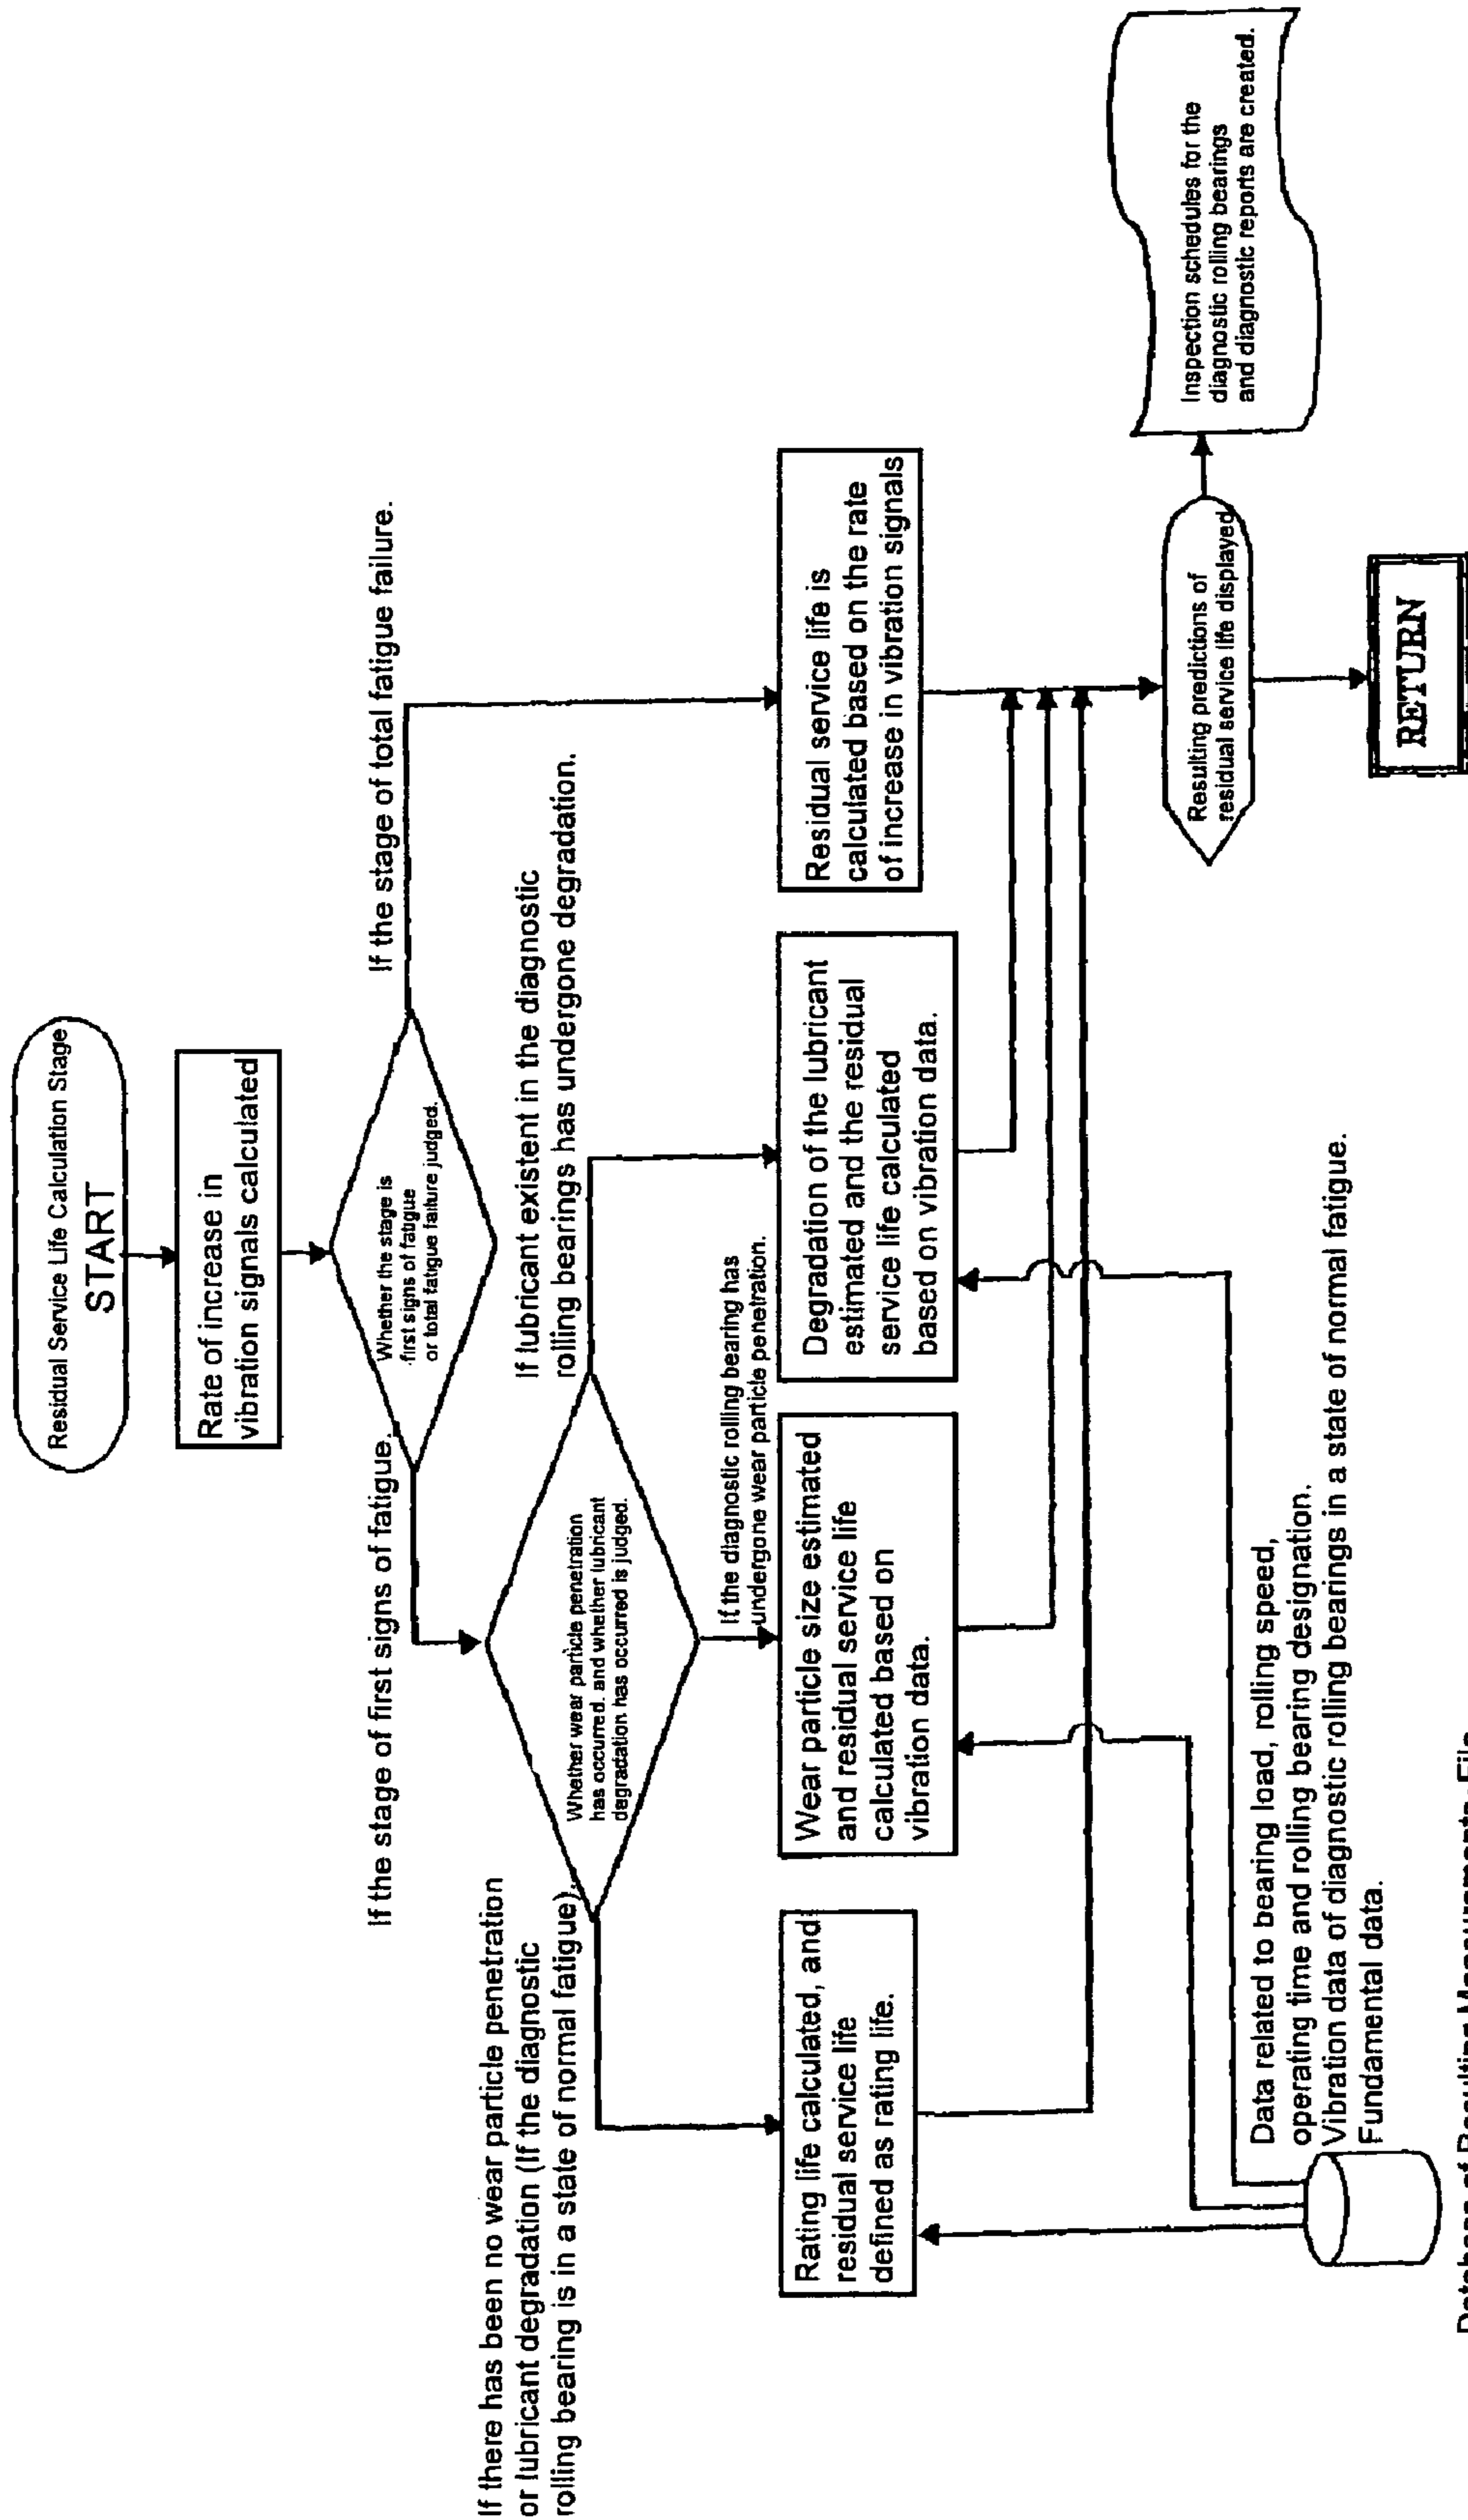 Residual Service Life Calculation Stage
START
Rate of increase in
vibration signals calculated
Whether the stage is
first signs of fatigue
or total fatigue failure judged.
If the stage of total fatigue failure.
If the stage of first signs of fatigue.
If lubricant existent in the diagnostic
rolling bearings has undergone degradation.
If there has been no wear particle penetration
or lubricant degradation (If the diagnostic
rolling bearing is in a state of normal fatigue).
Whether wear particle penetration
has occurred. and whether lubricant
degradation has occurred is judged.
If the diagnostic rolling bearing has
undergone wear particle penetration.
Rating life calculated, and
residual service life
defined as rating life.
Wear particle size estimated
and residual service life
calculated based on
vibration data.
Degradation of the lubricant
estimated and the residual
service life calculated
based on vibration data.
Residual service life is
calculated based on the rate
of increase in vibration signals
Resulting predictions of
residual service life displayed
Inspection schedules for the
diagnostic rolling bearings
and diagnostic reports are created.
RETURN
Data related to bearing load, rolling speed,
operating time and rolling bearing designation.
Vibration data of diagnostic rolling bearings in a state of normal fatigue.
Fundamental data.
Database of Resulting Measurements File